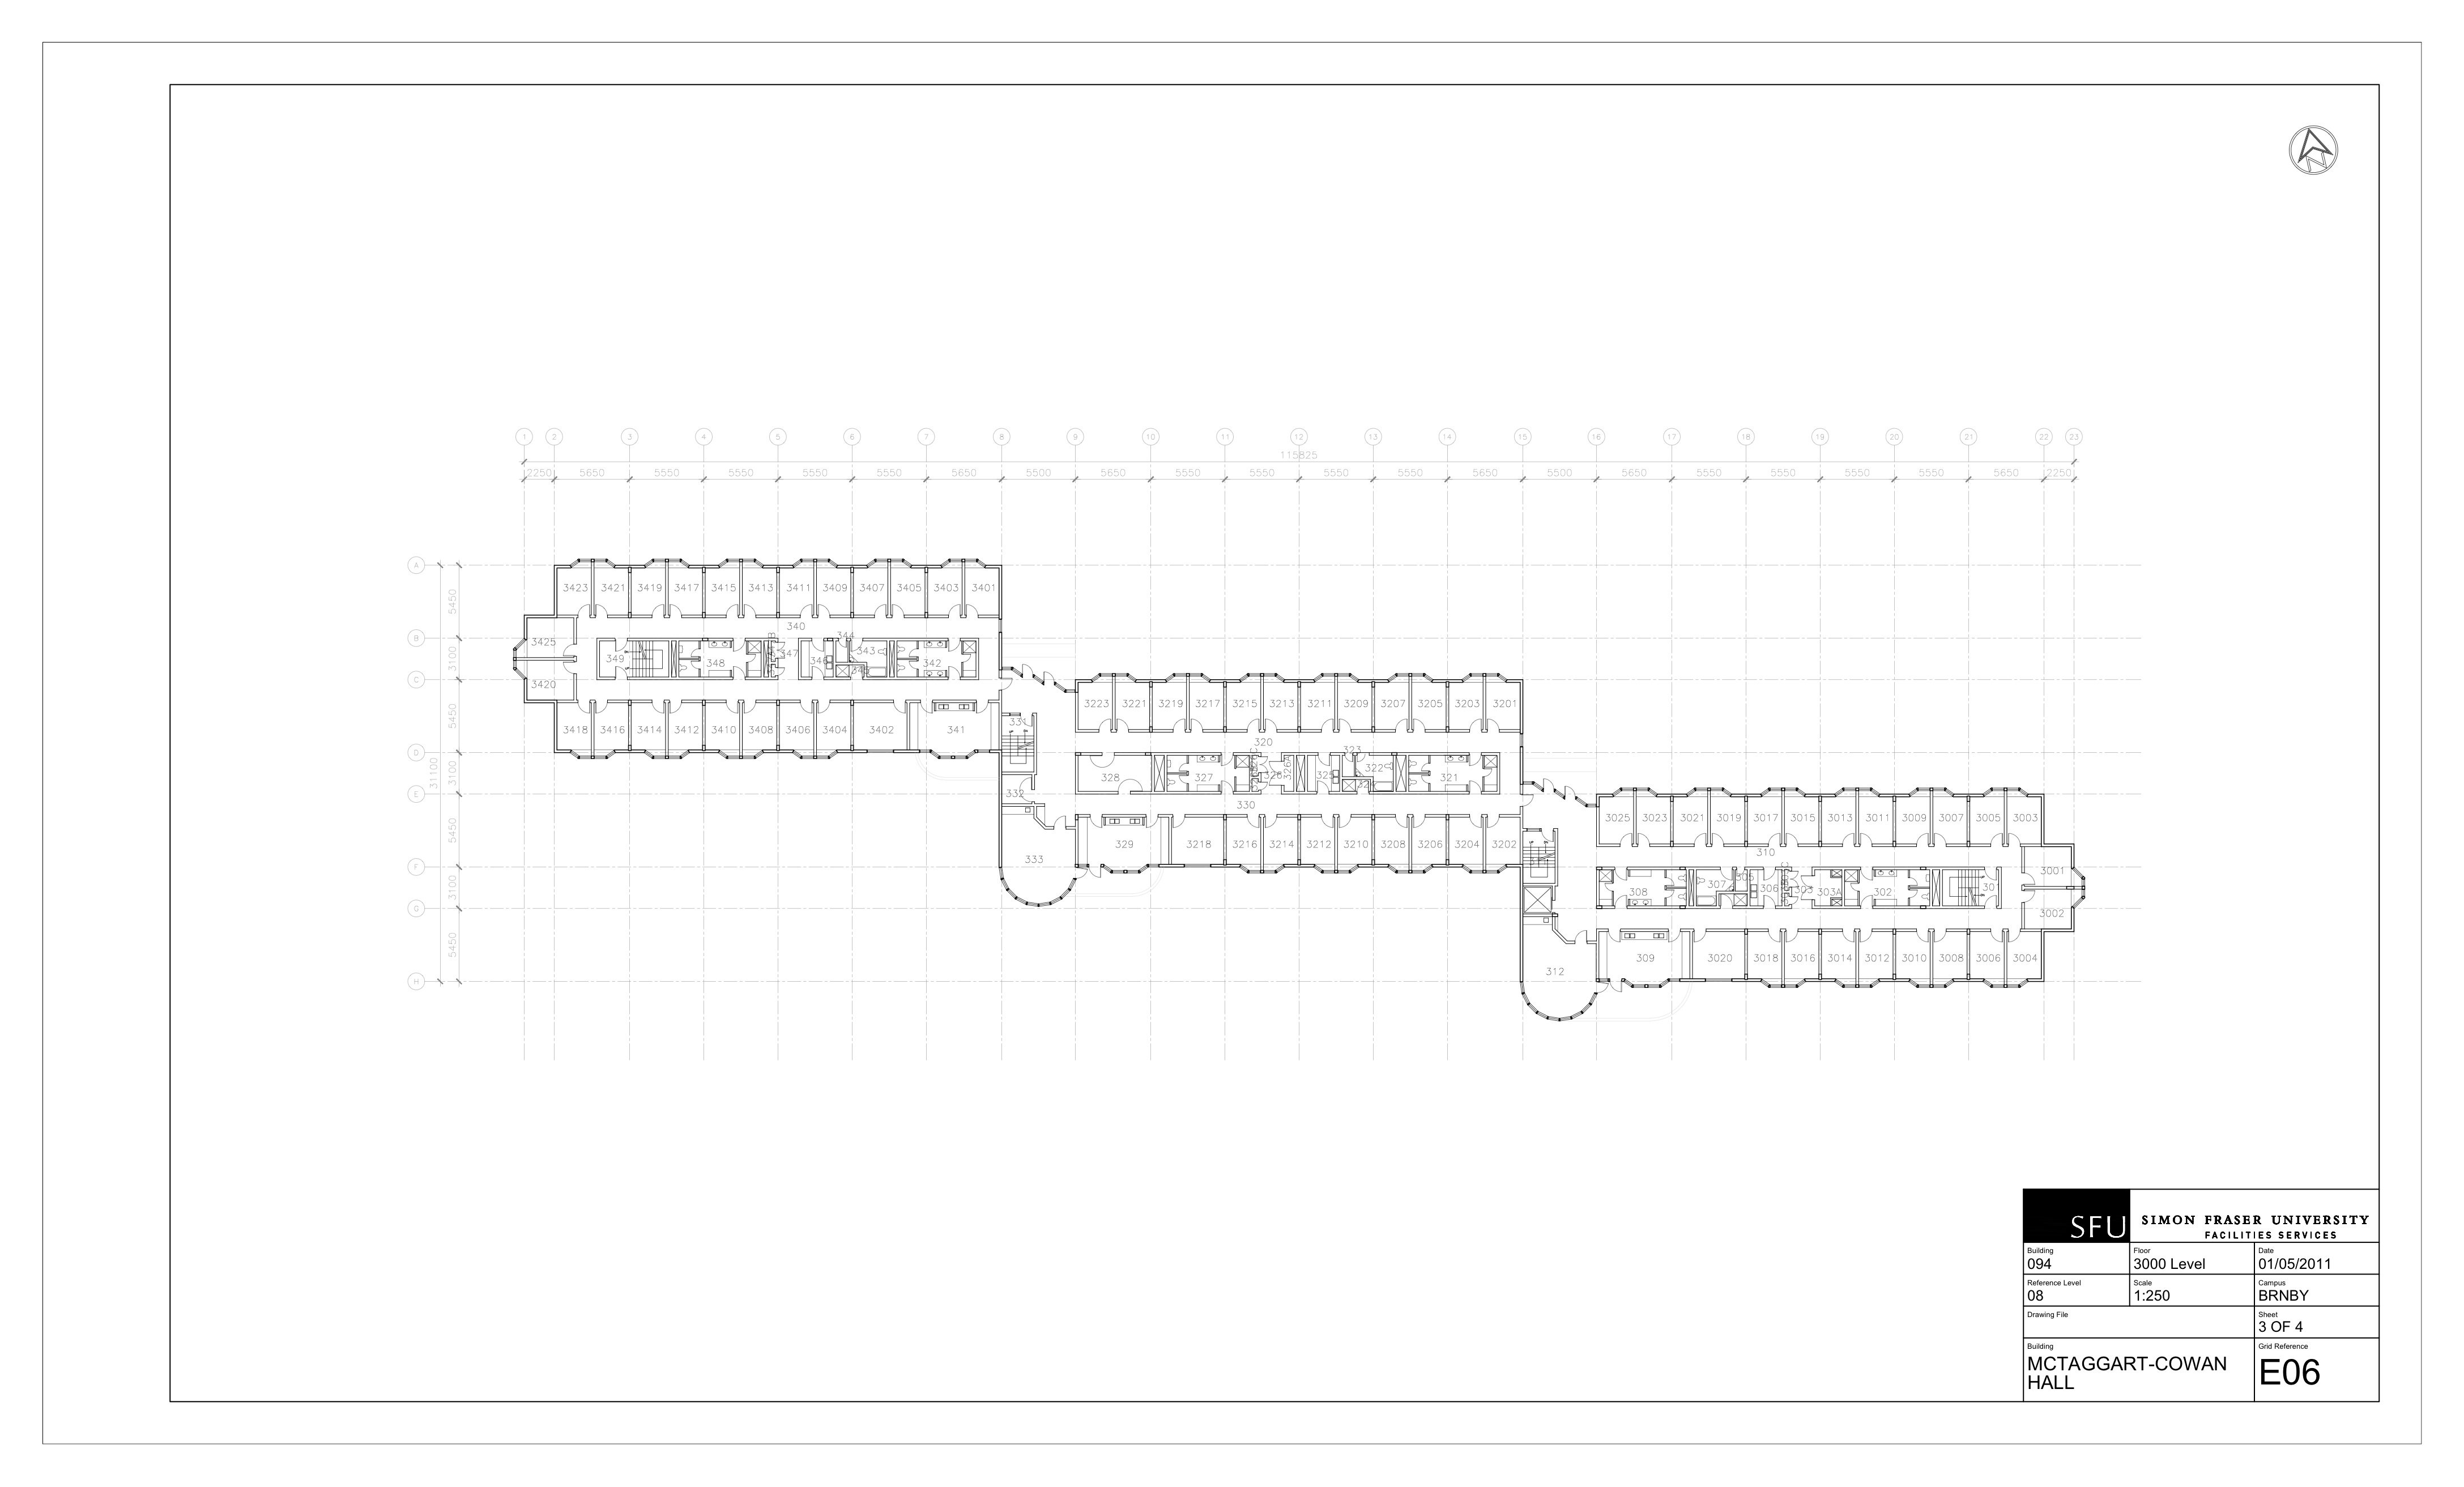 1 2 3 4 5 6 7 8 9 10 11 12 13 14 15 16 17 18 19 20 21 22 23
115825
2250 5650 5550 5550 5550 5550 5650 5500 5650 5550 5550 5550 5550 5650 5500 5650 5550 5550 5550 5550 5650 2250
A
B
C
D
E
F
G
H
5450
3100
5450
3100
5450
3100
5450
31100
3423 3421 3419 3417 3415 3413 3411 3409 3407 3405 3403 3401
340
344
3425
349 348 347 346 343 342
345
3420
3418 3416 3414 3412 3410 3408 3406 3404 3402 341
331
332
333
3223 3221 3219 3217 3215 3213 3211 3209 3207 3205 3203 3201
320
323
328 327 326 326A 325 322 321
324
330
329 3218 3216 3214 3212 3210 3208 3206 3204 3202
3025 3023 3021 3019 3017 3015 3013 3011 3009 3007 3005 3003
310
305
3001
308 307 306 303 303A 302 301
3002
309 3020 3018 3016 3014 3012 3010 3008 3006 3004
312
SFU SIMON FRASER UNIVERSITY
FACILITIES SERVICES
Building Floor Date
094 3000 Level 01/05/2011
Reference Level Scale Campus
08 1:250 BRNBY
Drawing File Sheet
3 OF 4
Building Grid Reference
MCTAGGART-COWAN
HALL
E06